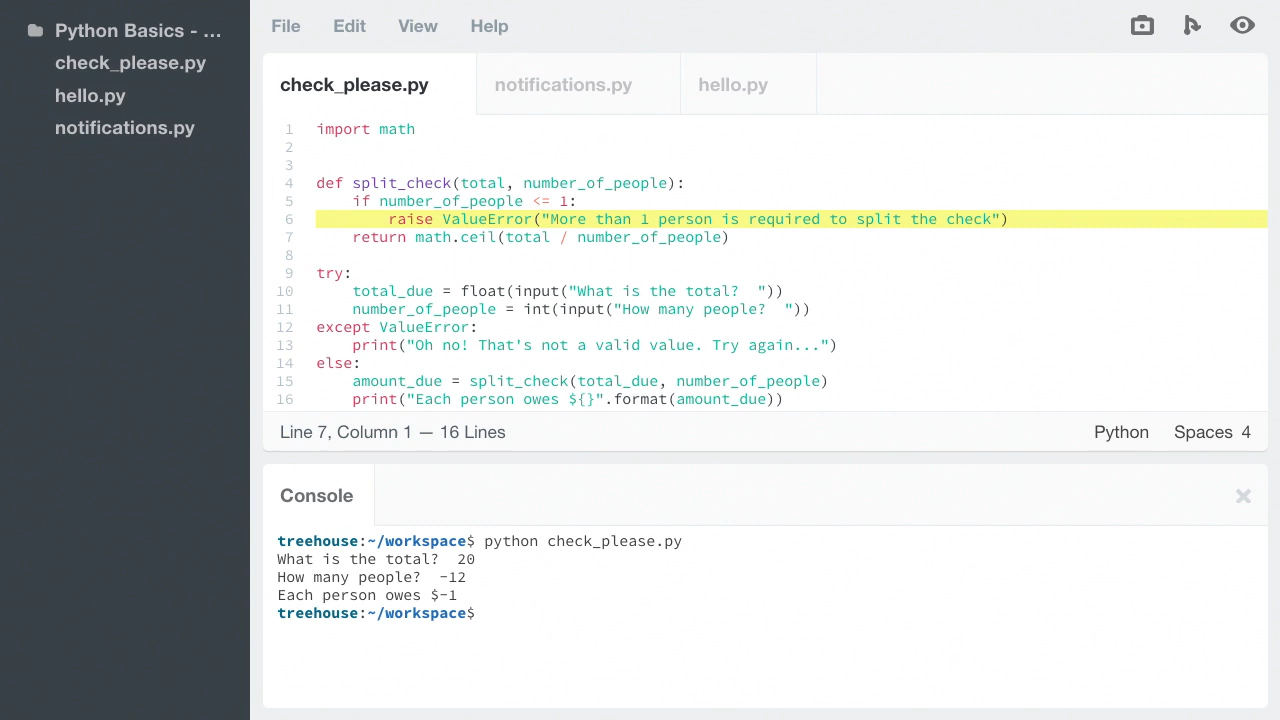 Python Basics - ...
check_please.py
hello.py
notifications.py
File Edit View Help
check_please.py notifications.py hello.py
1 import math
2
3
4 def split_check(total, number_of_people):
5     if number_of_people <= 1:
6         raise ValueError("More than 1 person is required to split the check")
7     return math.ceil(total / number_of_people)
8
9 try:
10     total_due = float(input("What is the total?  "))
11     number_of_people = int(input("How many people?  "))
12 except ValueError:
13     print("Oh no! That's not a valid value. Try again...")
14 else:
15     amount_due = split_check(total_due, number_of_people)
16     print("Each person owes ${}".format(amount_due))
Line 7, Column 1 — 16 Lines Python Spaces 4
Console
treehouse:~/workspace$ python check_please.py
What is the total?  20
How many people?  -12
Each person owes $-1
treehouse:~/workspace$